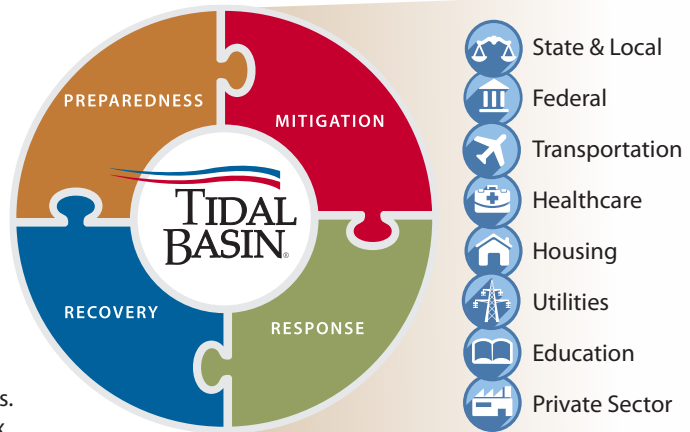 PREPAREDNESS
MITIGATION
TIDAL
BASIN®
RECOVERY
RESPONSE
State & Local
Federal
Transportation
Healthcare
Housing
Utilities
Education
Private Sector
s.